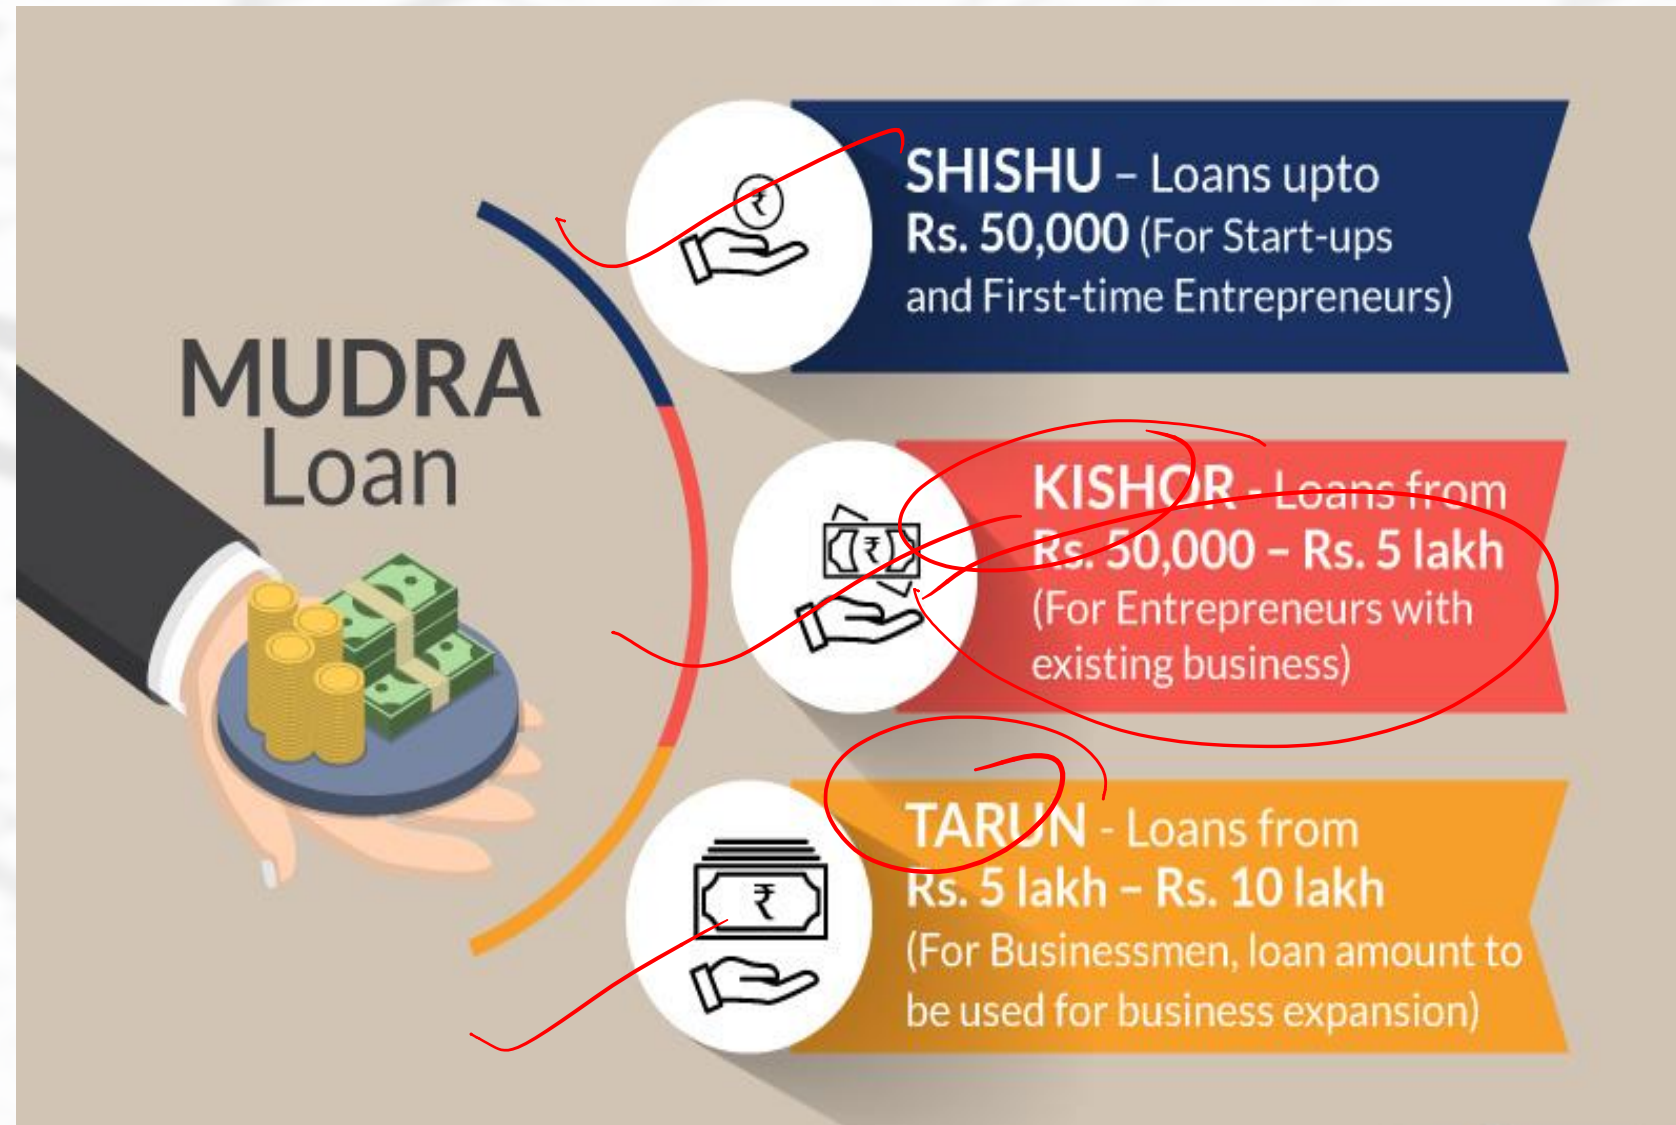 MUDRA
Loan
SHISHU – Loans upto
Rs. 50,000 (For Start-ups
and First-time Entrepreneurs)
KISHOR - Loans from
Rs. 50,000 – Rs. 5 lakh
(For Entrepreneurs with
existing business)
TARUN - Loans from
Rs. 5 lakh – Rs. 10 lakh
(For Businessmen, loan amount to
be used for business expansion)